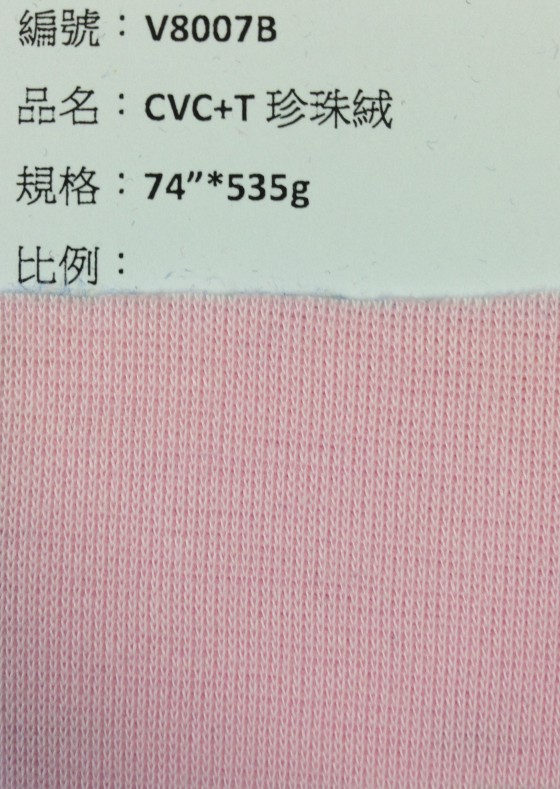 編號：V8007B
品名：CVC+T 珍珠絨
規格：74”*535g
比例：